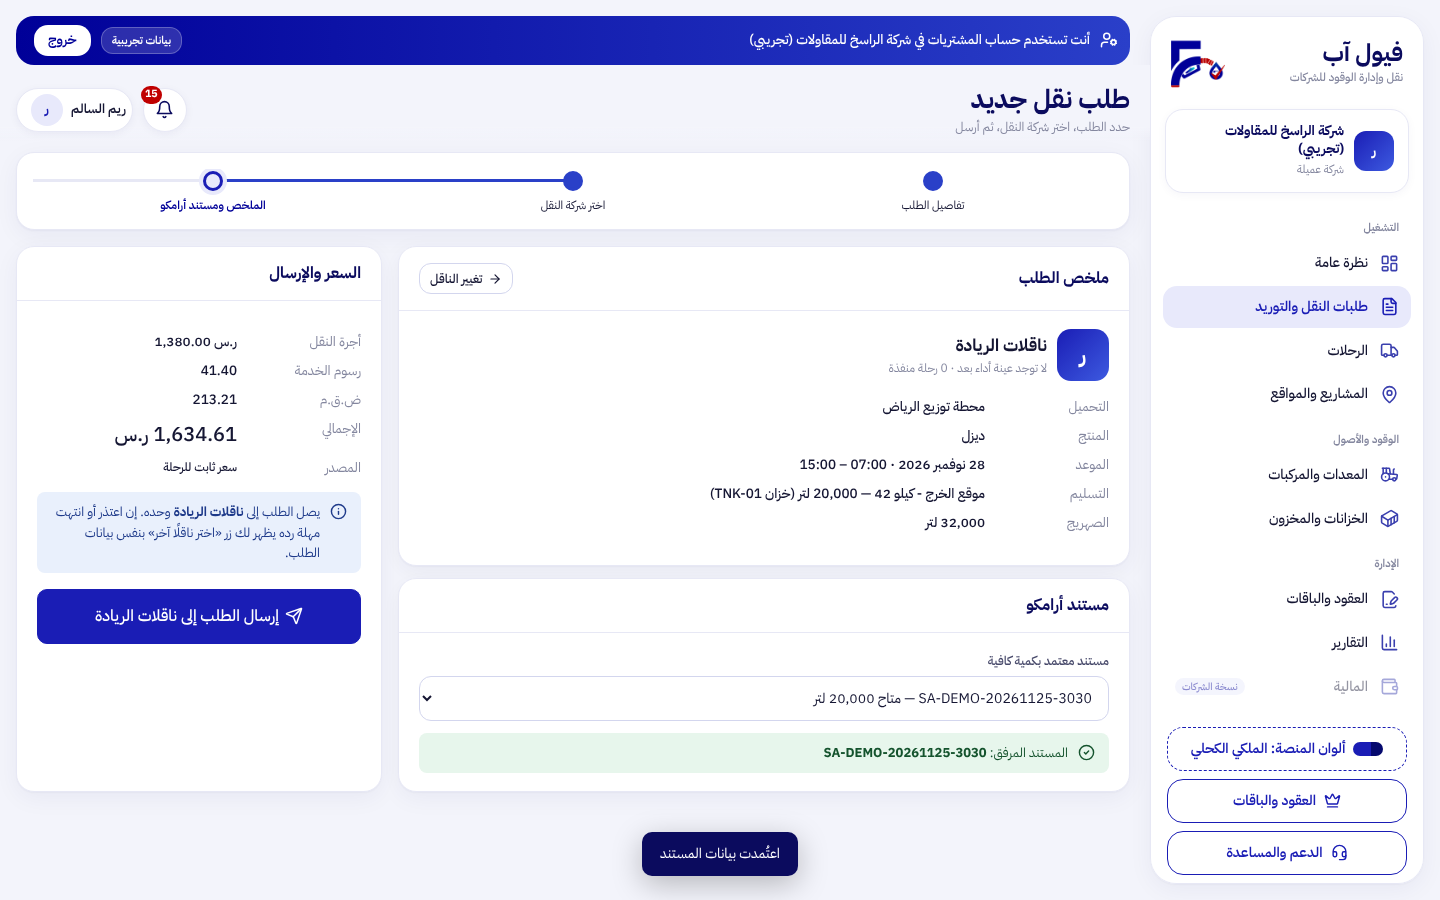 فيول آب
نقل وإدارة الوقود للشركات
ر
شركة الراسخ للمقاولات (تجريبي)
شركة عميلة
التشغيل
نظرة عامة
طلبات النقل والتوريد
الرحلات
المشاريع والمواقع
الوقود والأصول
المعدات والمركبات
الخزانات والمخزون
الإدارة
العقود والباقات
التقارير
المالية
نسخة الشركات
ألوان المنصة: الملكي الكحلي
العقود والباقات
الدعم والمساعدة
أنت تستخدم حساب المشتريات في شركة الراسخ للمقاولات (تجريبي)
بيانات تجريبية
خروج
طلب نقل جديد
حدد الطلب، اختر شركة النقل، ثم أرسل
15
ريم السالم
ر
تفاصيل الطلب
اختر شركة النقل
الملخص ومستند أرامكو
ملخص الطلب
تغيير الناقل
ر
ناقلات الريادة
لا توجد عينة أداء بعد · 0 رحلة منفذة
التحميل
محطة توزيع الرياض
المنتج
ديزل
الموعد
28 نوفمبر 2026 · 07:00 – 15:00
التسليم
موقع الخرج - كيلو 42 — 20,000 لتر (خزان TNK-01)
الصهريج
32,000 لتر
مستند أرامكو
مستند معتمد بكمية كافية
SA-DEMO-20261125-3030 — متاح 20,000 لتر
المستند المرفق: SA-DEMO-20261125-3030
السعر والإرسال
أجرة النقل
1,380.00 ر.س
رسوم الخدمة
41.40
ض.ق.م
213.21
الإجمالي
1,634.61 ر.س
المصدر
سعر ثابت للرحلة
يصل الطلب إلى ناقلات الريادة وحده. إن اعتذر أو انتهت
مهلة رده يظهر لك زر «اختر ناقلًا آخر» بنفس بيانات
الطلب.
إرسال الطلب إلى ناقلات الريادة
اعتُمدت بيانات المستند